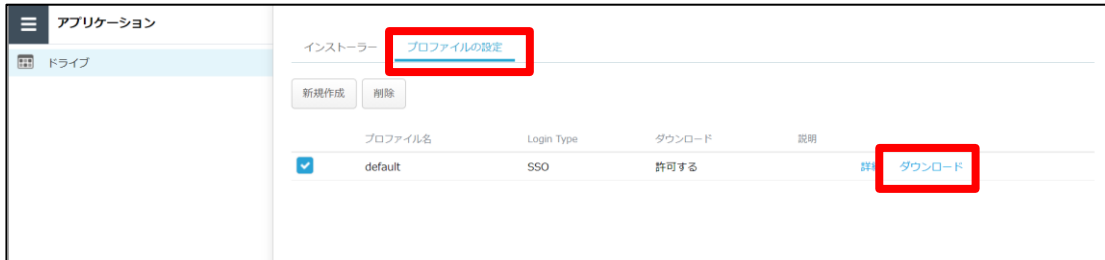 アプリケーション
ドライブ
インストーラー プロファイルの設定
新規作成 削除
プロファイル名 Login Type ダウンロード 説明
default SSO 許可する 詳細 ダウンロード